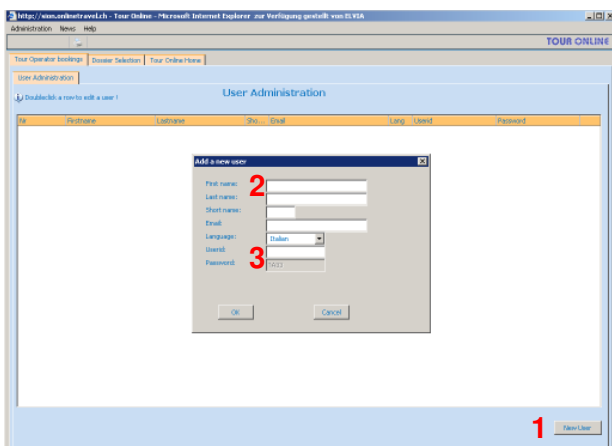 http://sion.onlinetravel.ch - Tour Online - Microsoft Internet Explorer zur Verfügung gestellt von ELVIA
Administration News Help
TOUR ONLINE
Tour Operator bookings Dossier Selection Tour Online Home
User Administration
Doubleclick a row to edit a user !
User Administration
Nr Firstname Lastname Sho... Email Lang Userid Password
Add a new user
First name: 2
Last name:
Short name:
Email:
Language: Italian
Userid:
Password: 3
OK Cancel
1 New User